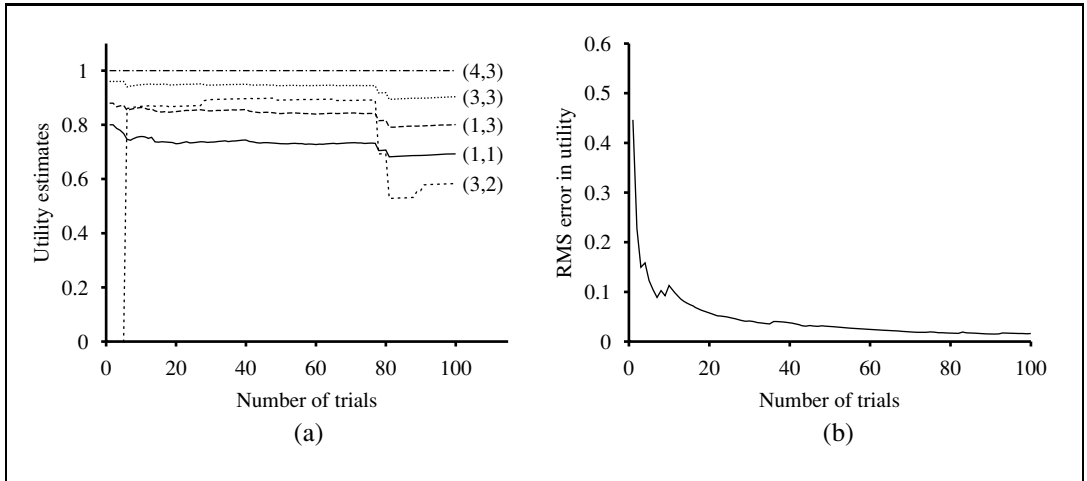 Utility estimates
1
0.8
0.6
0.4
0.2
0
0 20 40 60 80 100
Number of trials
(4,3)
(3,3)
(1,3)
(1,1)
(3,2)
(a)
RMS error in utility
0.6
0.5
0.4
0.3
0.2
0.1
0
0 20 40 60 80 100
Number of trials
(b)